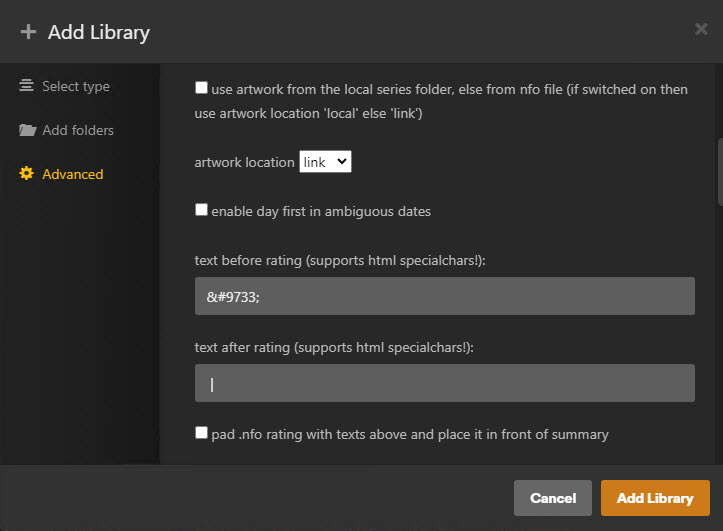 Add Library
Select type
Add folders
Advanced
use artwork from the local series folder, else from nfo file (if switched on then
use artwork location 'local' else 'link')
artwork location link
enable day first in ambiguous dates
text before rating (supports html specialchars!):
&#9733;
text after rating (supports html specialchars!):
|
pad .nfo rating with texts above and place it in front of summary
Cancel Add Library